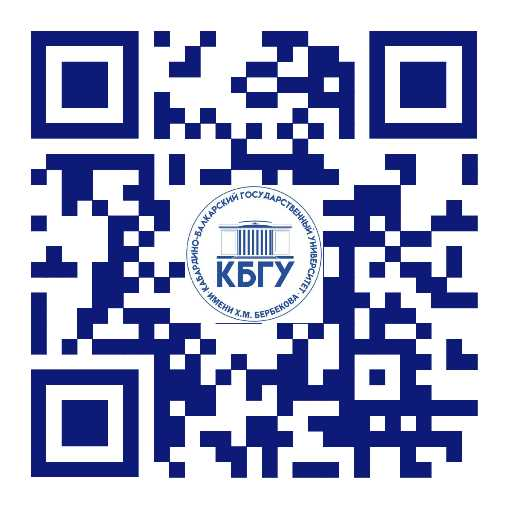 КАБАРДИНО-БАЛКАРСКИЙ ГОСУДАРСТВЕННЫЙ УНИВЕРСИТЕТ
КБГУ
ИМЕНИ Х.М. БЕРБЕКОВА